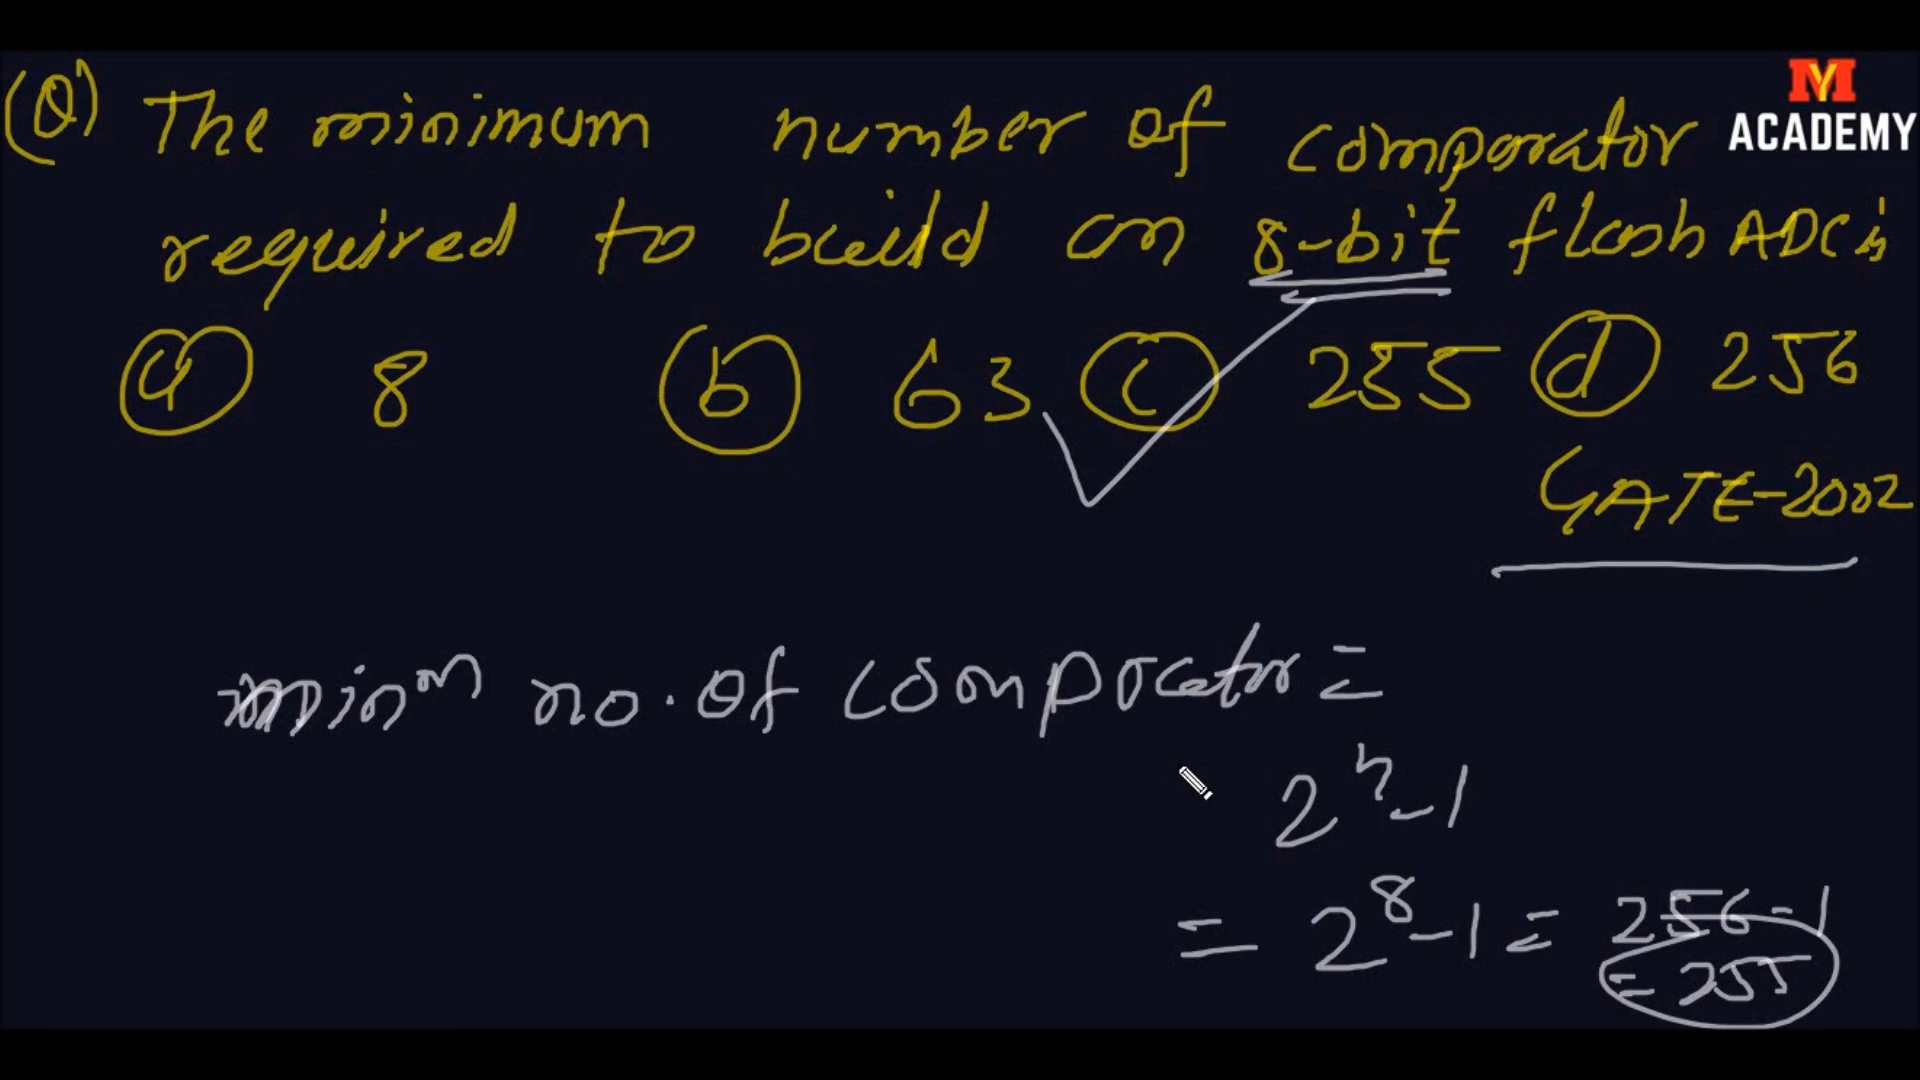 (Q) The minimum number of comparator
required to build an 8-bit flash ADC is
(a) 8 (b) 63 (c) 255 (d) 256
GATE-2002
minᵐ no. of comparator =
2ⁿ-1
= 2⁸-1 = 256-1
= 255
MY
ACADEMY